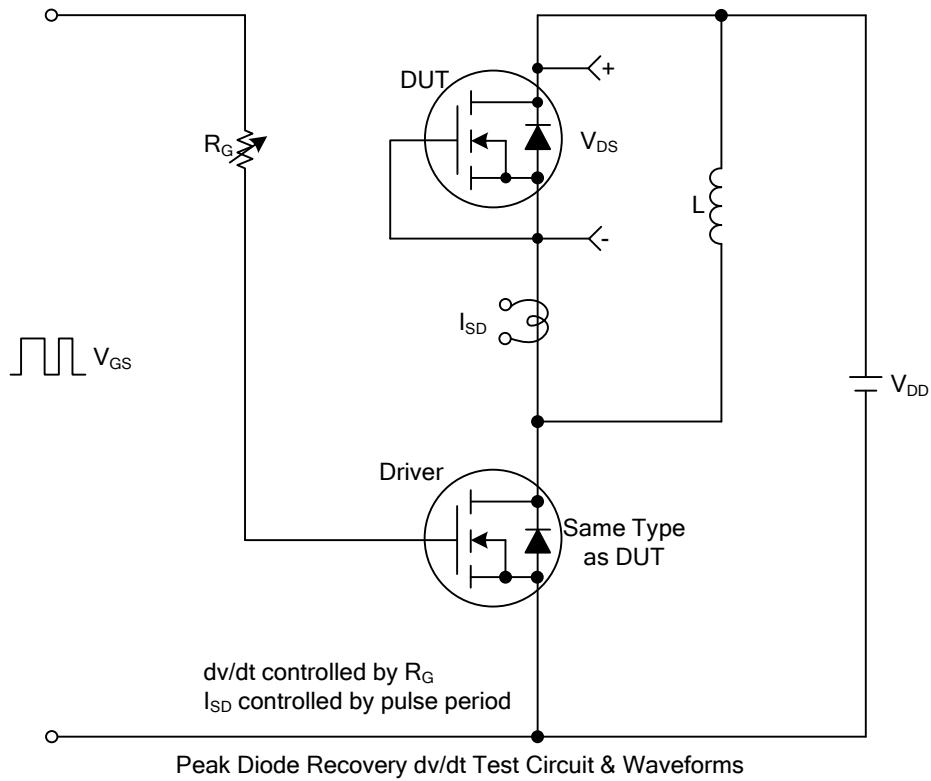 DUT
+
R_G
V_DS
L
-
I_SD
V_GS
V_DD
Driver
Same Type
as DUT
dv/dt controlled by R_G
I_SD controlled by pulse period
Peak Diode Recovery dv/dt Test Circuit & Waveforms